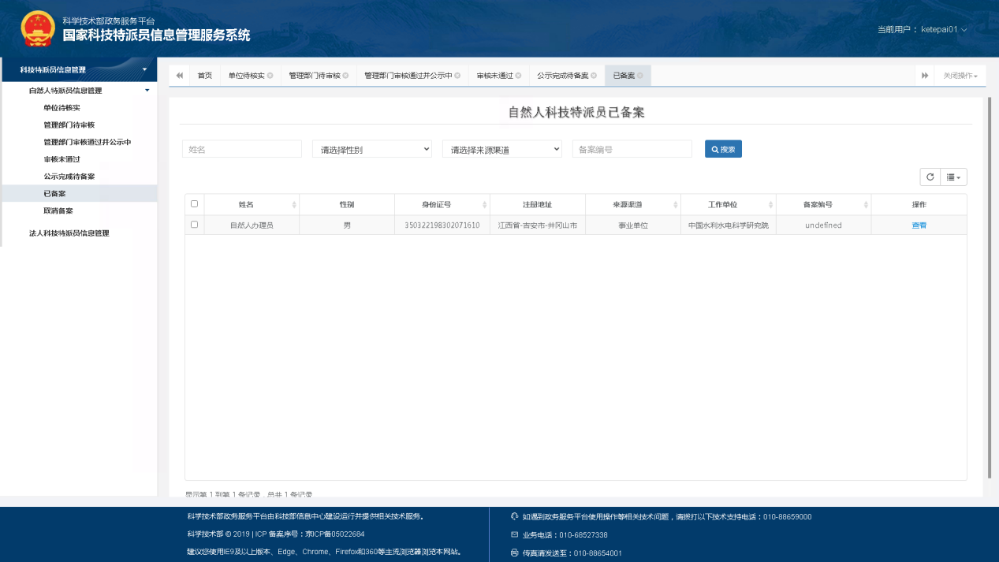 科学技术部政务服务平台
国家科技特派员信息管理服务系统
当前用户： ketepai01
科技特派员信息管理
自然人特派员信息管理
单位待核实
管理部门待审核
管理部门审核通过并公示中
审核未通过
公示完成待备案
已备案
取消备案
法人科技特派员信息管理
首页 单位待核实 管理部门待审核 管理部门审核通过并公示中 审核未通过 公示完成待备案 已备案 关闭操作
自然人科技特派员已备案
姓名 请选择性别 请选择来源渠道 备案编号 搜索
姓名 性别 身份证号 注册地址 来源渠道 工作单位 备案编号 操作
自然人办理员 男 350322198302071610 江西省-吉安市-井冈山市 事业单位 中国水利水电科学研究院 undefined 查看
显示第 1 到第 1 条记录，总共 1 条记录
科学技术部政务服务平台由科技部信息中心建设运行并提供相关技术服务。
科学技术部 © 2019 | ICP 备案序号：京ICP备05022684
建议您使用IE9及以上版本、Edge、Chrome、Firefox和360等主流浏览器浏览本网站。
如遇到政务服务平台使用操作等相关技术问题，请拨打以下技术支持电话：010-88659000
业务电话：010-68527338
传真请发送至：010-88654001